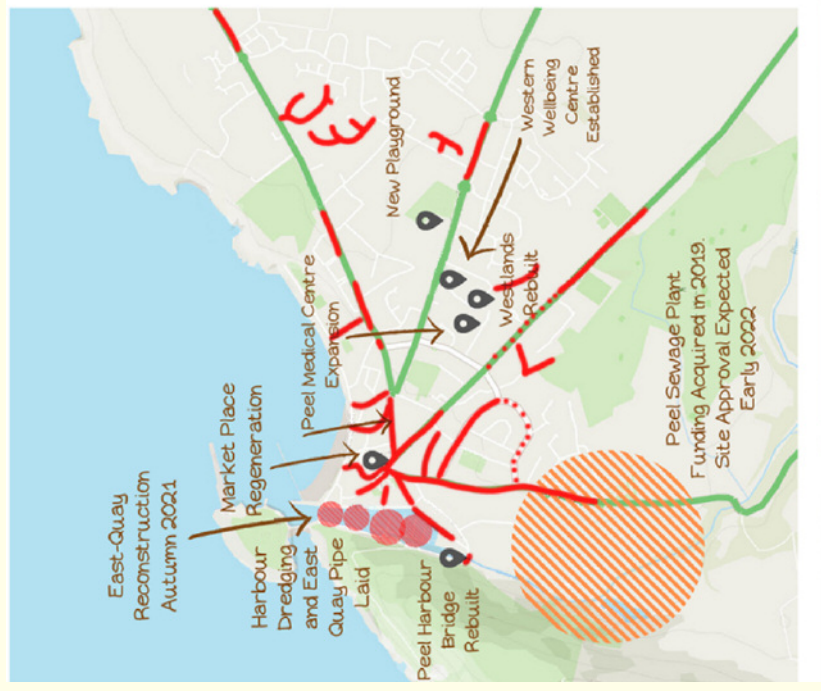 East-Quay
Reconstruction
Autumn 2021
Market Place
Regeneration
Harbour
Dredging
and East
Quay Pipe
Laid
Peel Harbour
Bridge
Rebuilt
Peel Medical Centre
Expansion
New Playground
Western
Wellbeing
Centre
Established
Westlands
Rebuilt
Peel Sewage Plant
Funding Acquired in 2019.
Site Approval Expected
Early 2022